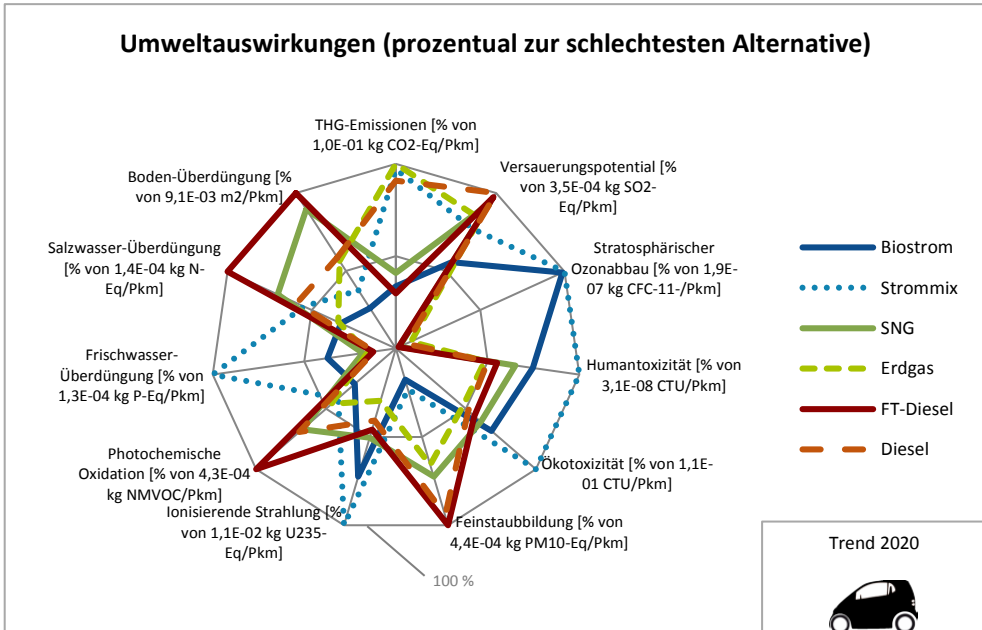 Umweltauswirkungen (prozentual zur schlechtesten Alternative)
THG-Emissionen [% von
1,0E-01 kg CO2-Eq/Pkm]
Versauerungspotential [%
von 3,5E-04 kg SO2-
Eq/Pkm]
Stratosphärischer
Ozonabbau [% von 1,9E-
07 kg CFC-11-/Pkm]
Humantoxizität [% von
3,1E-08 CTU/Pkm]
Ökotoxizität [% von 1,1E-
01 CTU/Pkm]
Feinstaubbildung [% von
4,4E-04 kg PM10-Eq/Pkm]
Ionisierende Strahlung [%
von 1,1E-02 kg U235-
Eq/Pkm]
Photochemische
Oxidation [% von 4,3E-04
kg NMVOC/Pkm]
Frischwasser-
Überdüngung [% von
1,3E-04 kg P-Eq/Pkm]
Salzwasser-Überdüngung
[% von 1,4E-04 kg N-
Eq/Pkm]
Boden-Überdüngung [%
von 9,1E-03 m2/Pkm]
100 %
Biostrom
Strommix
SNG
Erdgas
FT-Diesel
Diesel
Trend 2020